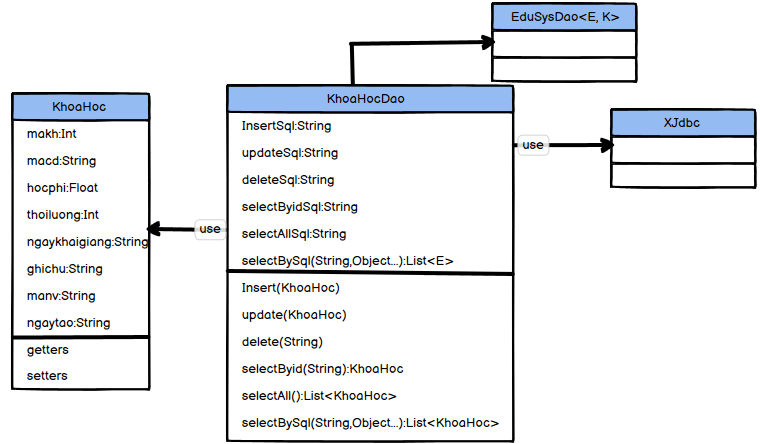 EduSysDao<E, K>
KhoaHoc
makh:Int
macd:String
hocphi:Float
thoiluong:Int
ngaykhaigiang:String
ghichu:String
manv:String
ngaytao:String
getters
setters
use
KhoaHocDao
InsertSql:String
updateSql:String
deleteSql:String
selectByidSql:String
selectAllSql:String
selectBySql(String,Object...):List<E>
Insert(KhoaHoc)
update(KhoaHoc)
delete(String)
selectByid(String):KhoaHoc
selectAll():List<KhoaHoc>
selectBySql(String,Object...):List<KhoaHoc>
use
XJdbc